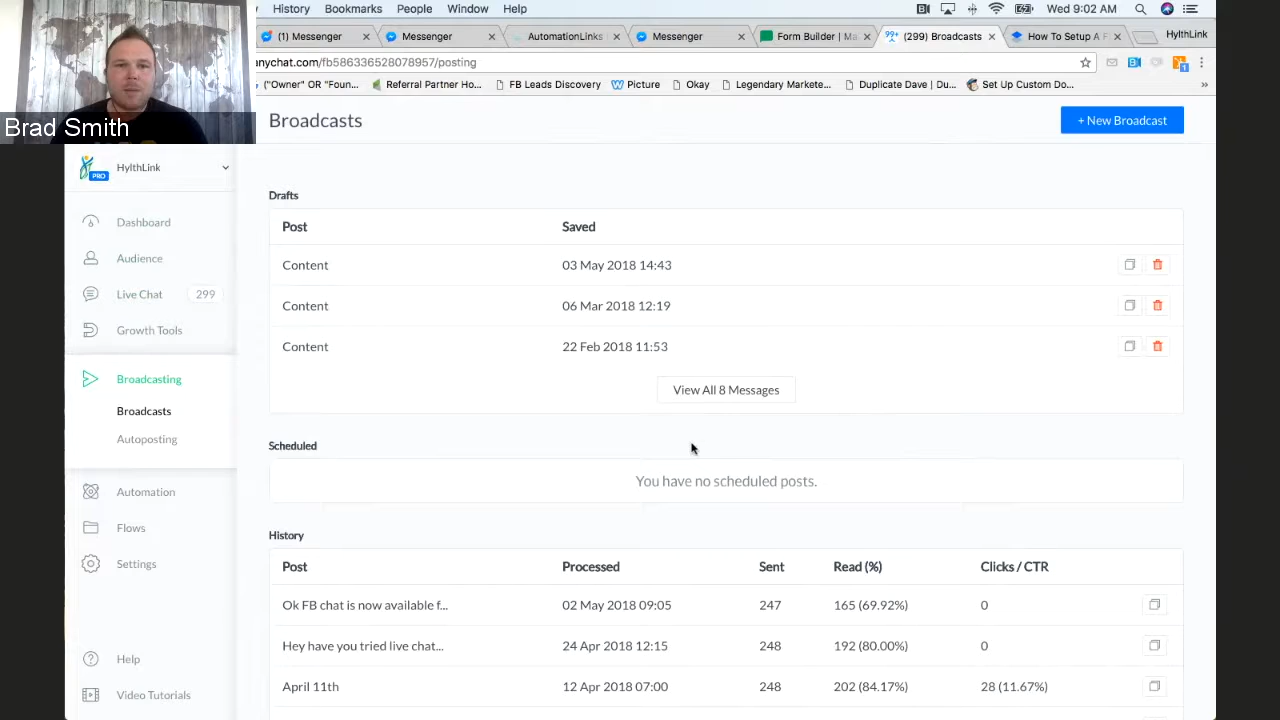 History Bookmarks People Window Help Wed 9:02 AM
(1) Messenger Messenger AutomationLinks Messenger Form Builder | Ma 99+ (299) Broadcasts How To Setup A F HylthLink
anychat.com/fb586336528078957/posting
("Owner" OR "Foun... Referral Partner Ho... FB Leads Discovery Picture Okay Legendary Markete... Duplicate Dave | Du... Set Up Custom Do... »
Brad Smith
Broadcasts
+ New Broadcast
PRO HylthLink
Dashboard
Audience
Live Chat 299
Growth Tools
Broadcasting
Broadcasts
Autoposting
Automation
Flows
Settings
Help
Video Tutorials
Drafts
Post Saved
Content 03 May 2018 14:43
Content 06 Mar 2018 12:19
Content 22 Feb 2018 11:53
View All 8 Messages
Scheduled
You have no scheduled posts.
History
Post Processed Sent Read (%) Clicks / CTR
Ok FB chat is now available f... 02 May 2018 09:05 247 165 (69.92%) 0
Hey have you tried live chat... 24 Apr 2018 12:15 248 192 (80.00%) 0
April 11th 12 Apr 2018 07:00 248 202 (84.17%) 28 (11.67%)